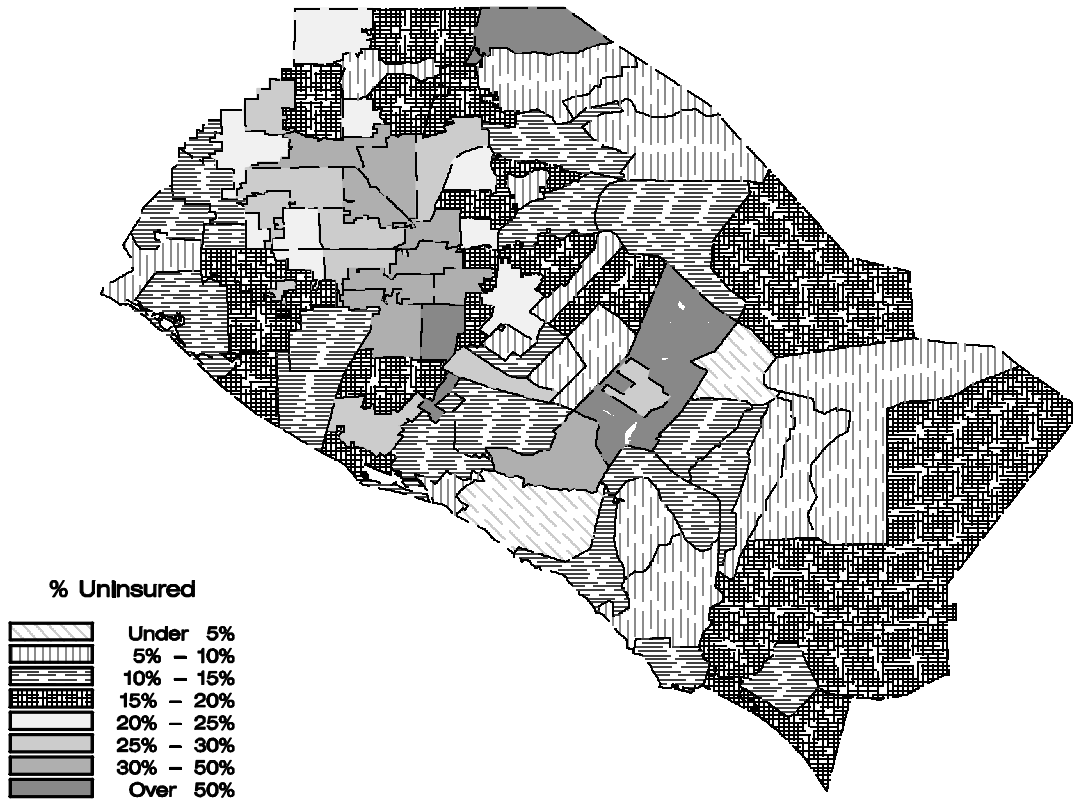 % Uninsured
Under 5%
5% – 10%
10% – 15%
15% – 20%
20% – 25%
25% – 30%
30% – 50%
Over 50%